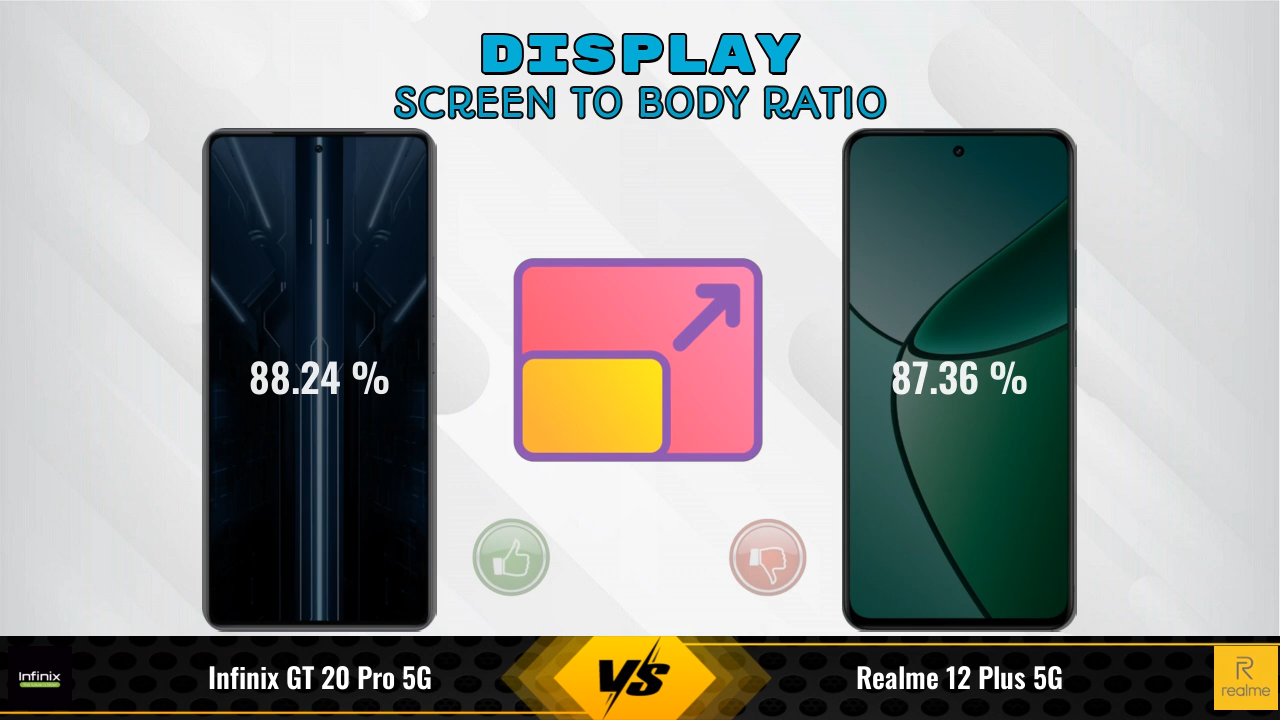 DISPLAY
SCREEN TO BODY RATIO
88.24 %
87.36 %
Infinix
Infinix GT 20 Pro 5G
VS
Realme 12 Plus 5G
R
realme